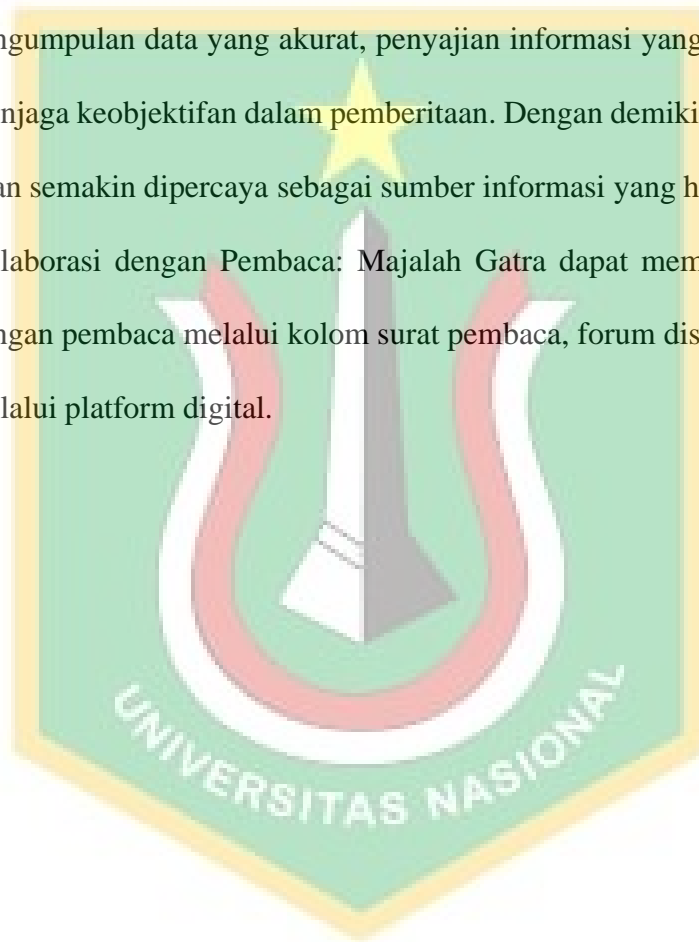 ngumpulan data yang akurat, penyajian informasi yang
njaga keobjektifan dalam pemberitaan. Dengan demiki
an semakin dipercaya sebagai sumber informasi yang h
laborasi dengan Pembaca: Majalah Gatra dapat mem
ngan pembaca melalui kolom surat pembaca, forum dis
lalui platform digital.
UNIVERSITAS NASIONAL